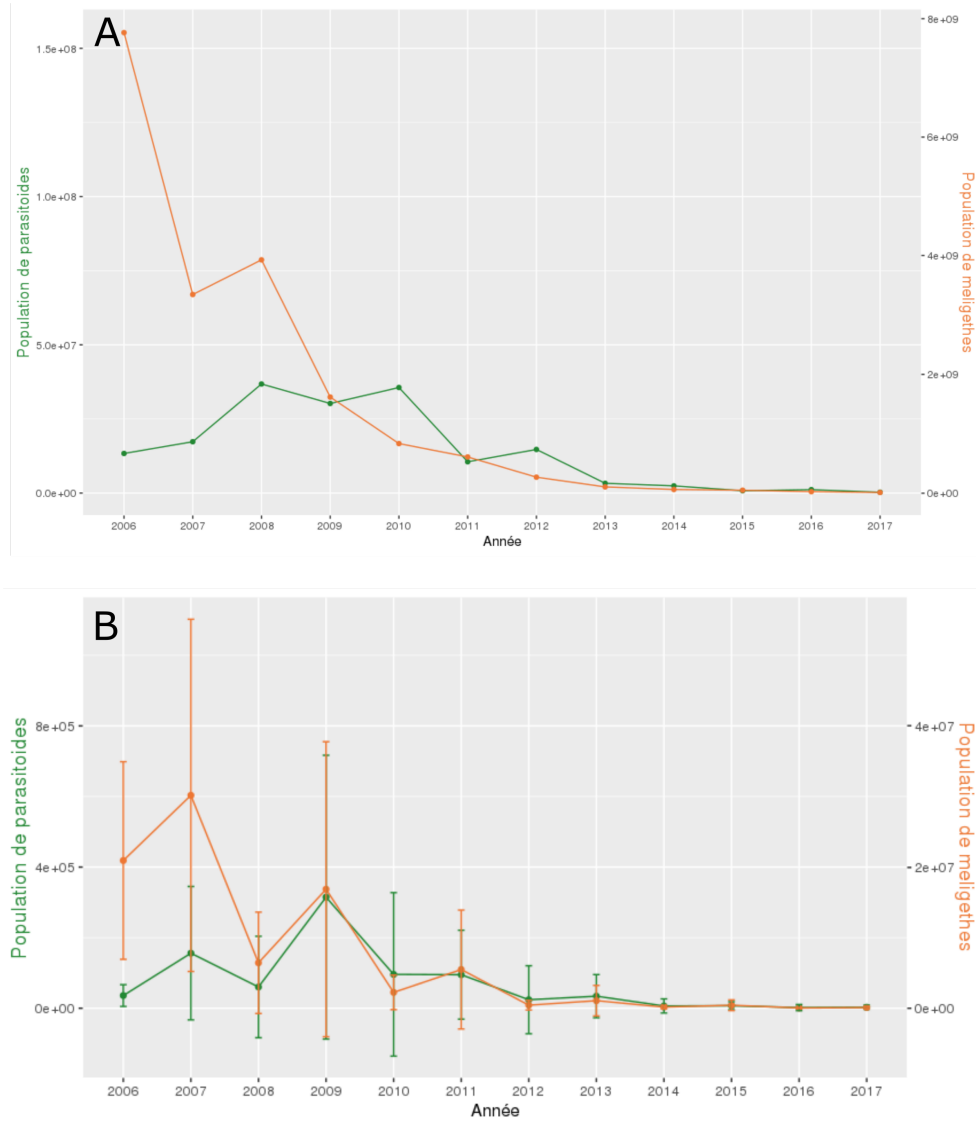 A
1.5e+08
1.0e+08
5.0e+07
0.0e+00
Population de parasitoides
8e+09
6e+09
4e+09
2e+09
0e+00
Population de meligethes
2006 2007 2008 2009 2010 2011 2012 2013 2014 2015 2016 2017
Année
B
8e+05
4e+05
0e+00
Population de parasitoides
4e+07
2e+07
0e+00
Population de meligethes
2006 2007 2008 2009 2010 2011 2012 2013 2014 2015 2016 2017
Année